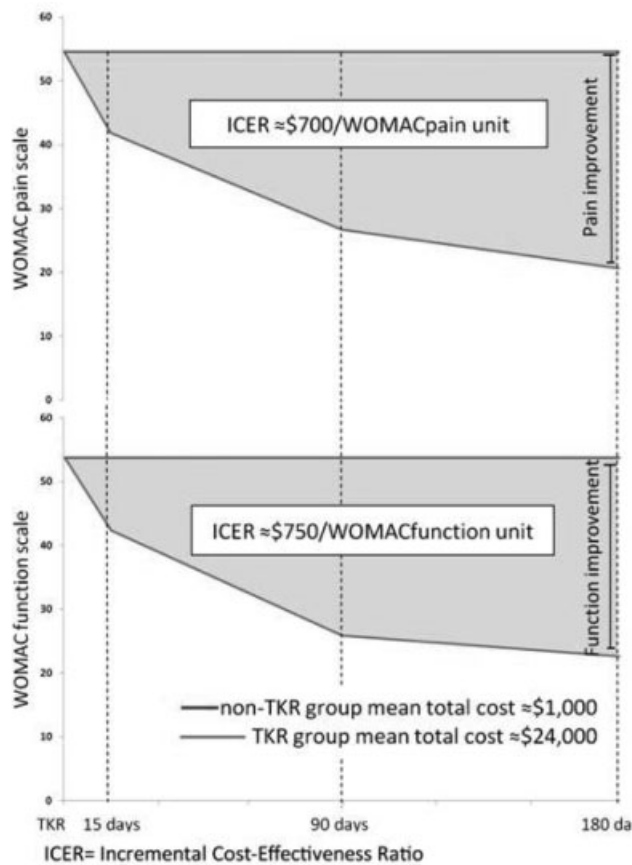 60
50
40
30
20
10
0
WOMAC pain scale
ICER ≈$700/WOMACpain unit
Pain improvement
60
50
40
30
20
10
0
WOMAC function scale
ICER ≈$750/WOMACfunction unit
Function improvement
non-TKR group mean total cost ≈$1,000
TKR group mean total cost ≈$24,000
TKR 15 days 90 days 180 da
ICER= Incremental Cost-Effectiveness Ratio